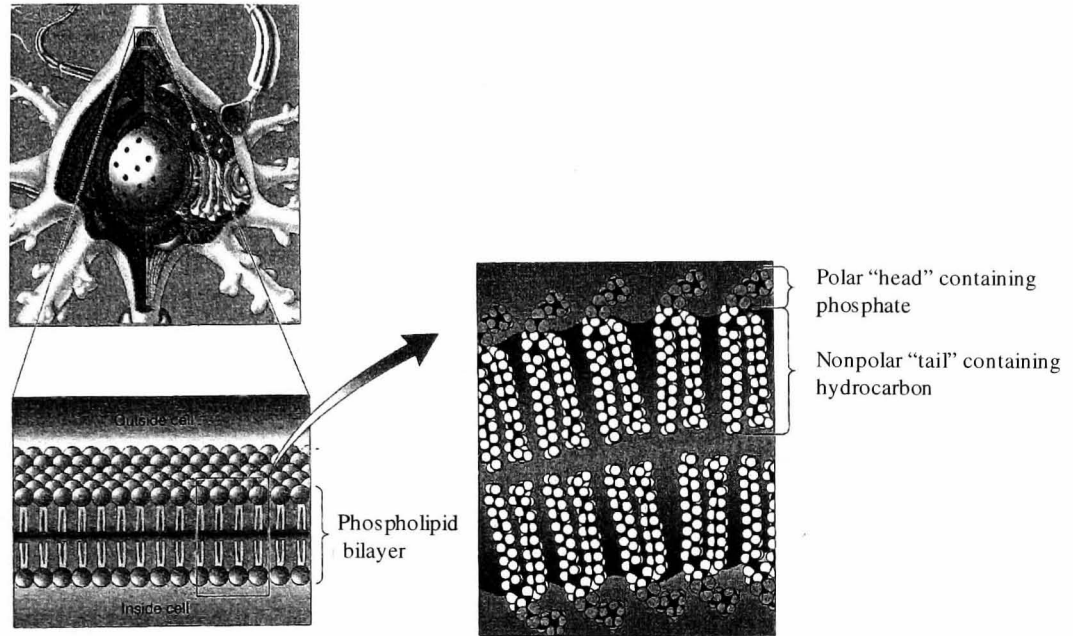 Outside cell
Phospholipid
bilayer
Inside cell
Polar “head” containing
phosphate
Nonpolar “tail” containing
hydrocarbon